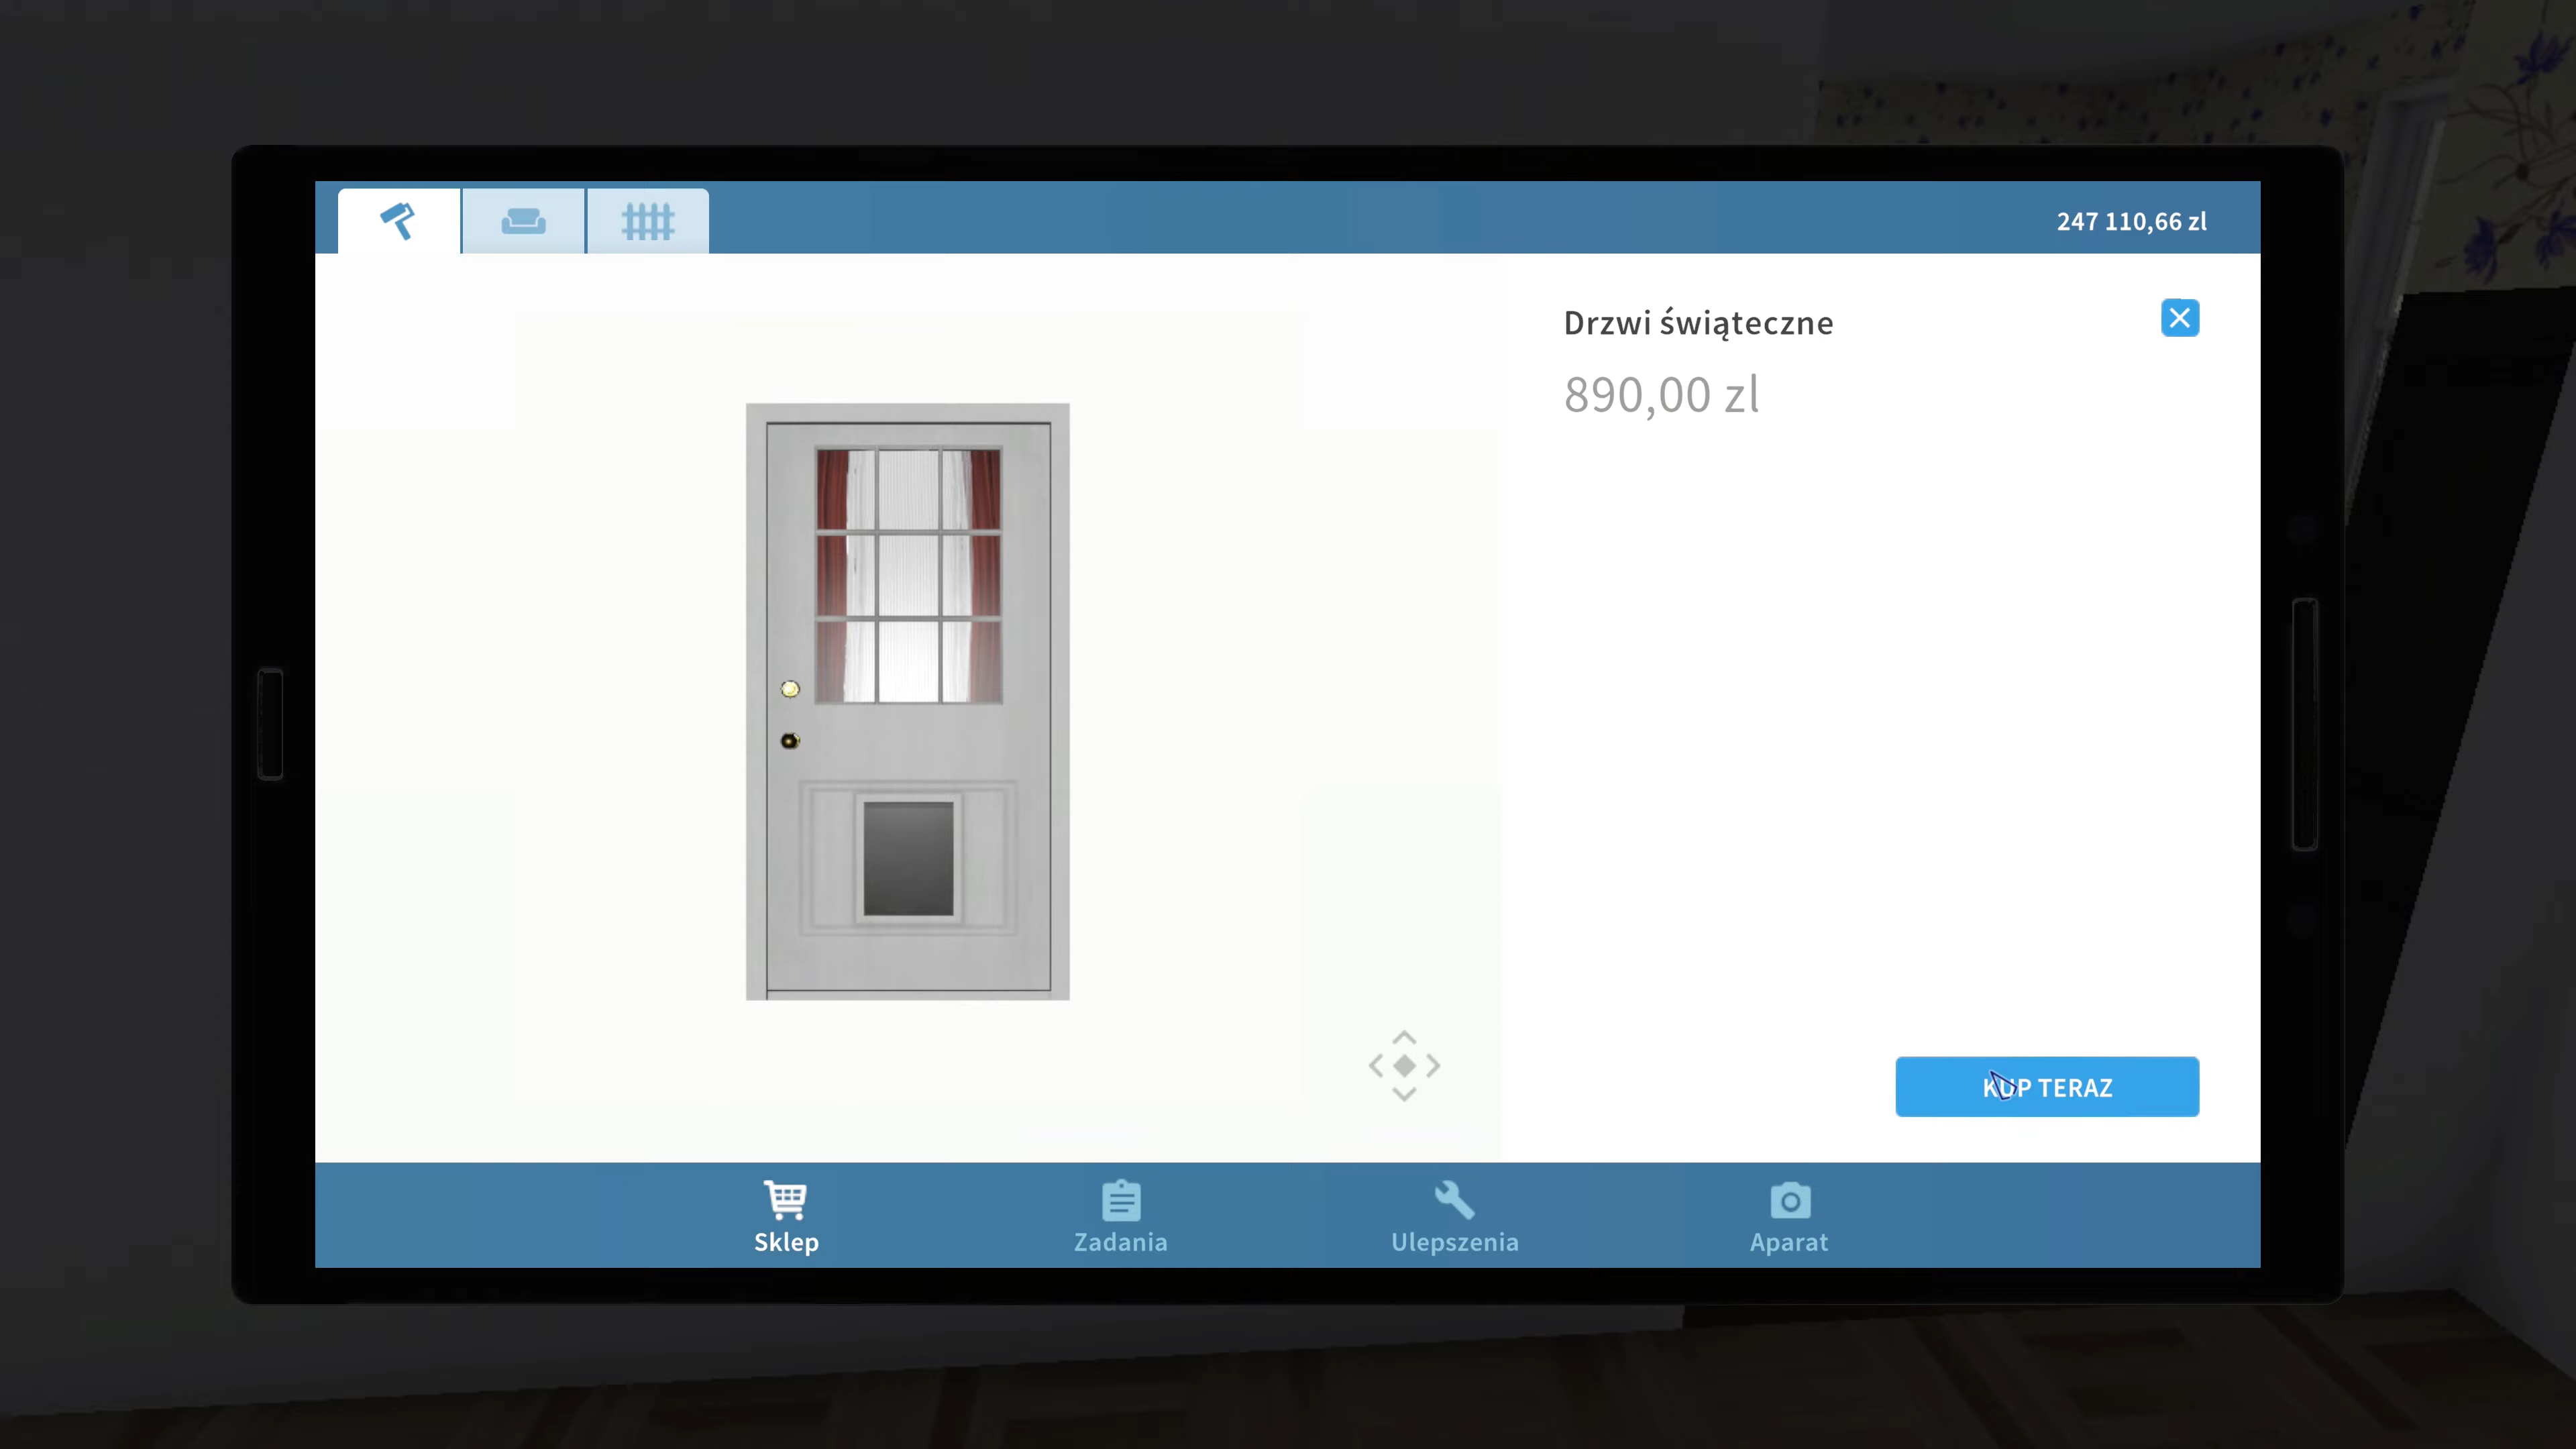 247 110,66 zl
Drzwi świąteczne
890,00 zl
KUP TERAZ
Sklep
Zadania
Ulepszenia
Aparat